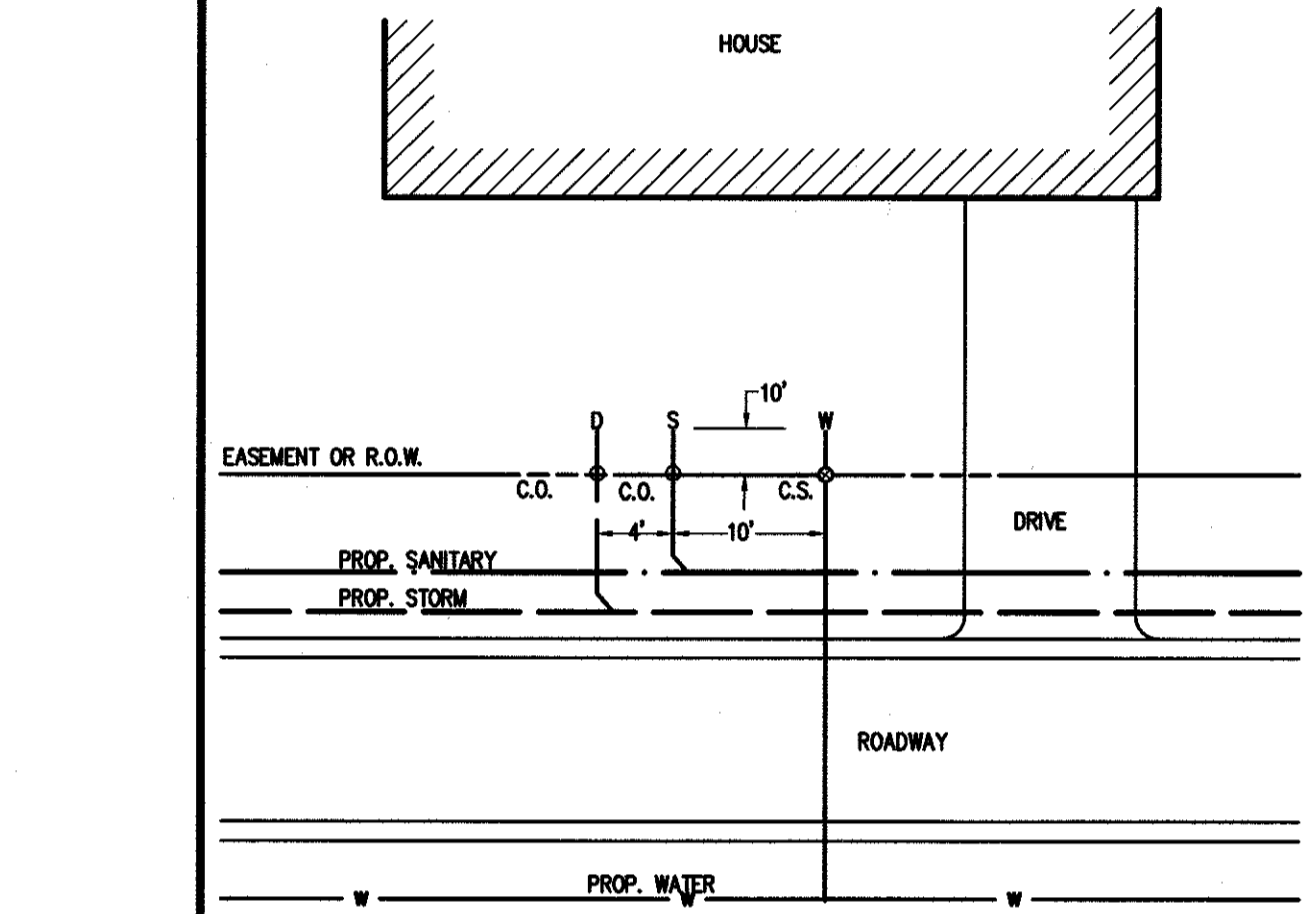 HOUSE
10'
D S W
EASEMENT OR R.O.W.
C.O. C.O. C.S.
4' 10'
DRIVE
PROP. SANITARY
PROP. STORM
ROADWAY
PROP. WATER
W W W